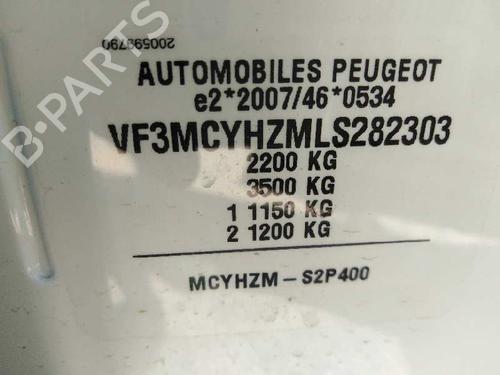 200599790
AUTOMOBILES PEUGEOT
e2*2007/46*0534
VF3MCYHZMLS282303
2200 KG
3500 KG
1 1150 KG
2 1200 KG
MCYHZM - S2P400
B-PARTS